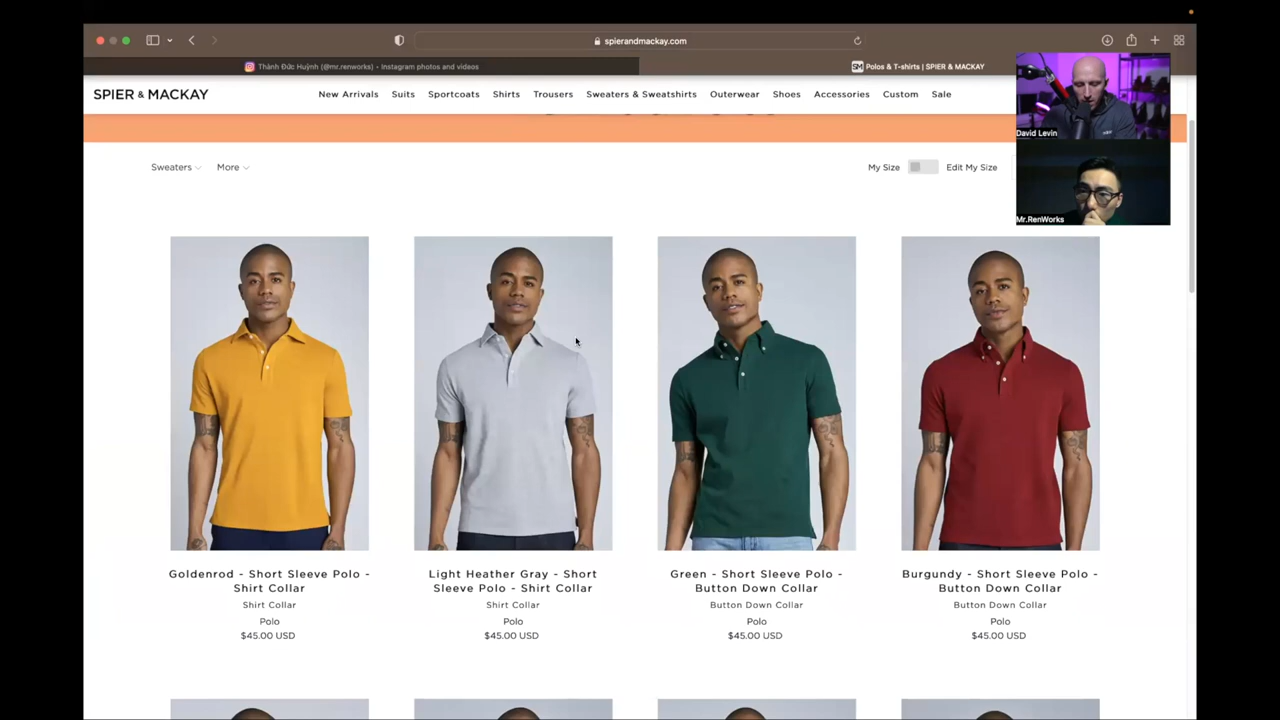 spierandmackay.com
Thành Đức Huỳnh (@mr.renworks) • Instagram photos and videos
SM Polos & T-shirts | SPIER & MACKAY
SPIER & MACKAY
New Arrivals Suits Sportcoats Shirts Trousers Sweaters & Sweatshirts Outerwear Shoes Accessories Custom Sale
David Levin
Sweaters More My Size Edit My Size
Mr.RenWorks
Goldenrod - Short Sleeve Polo -
Shirt Collar
Shirt Collar
Polo
$45.00 USD
Light Heather Gray - Short
Sleeve Polo - Shirt Collar
Shirt Collar
Polo
$45.00 USD
Green - Short Sleeve Polo -
Button Down Collar
Button Down Collar
Polo
$45.00 USD
Burgundy - Short Sleeve Polo -
Button Down Collar
Button Down Collar
Polo
$45.00 USD